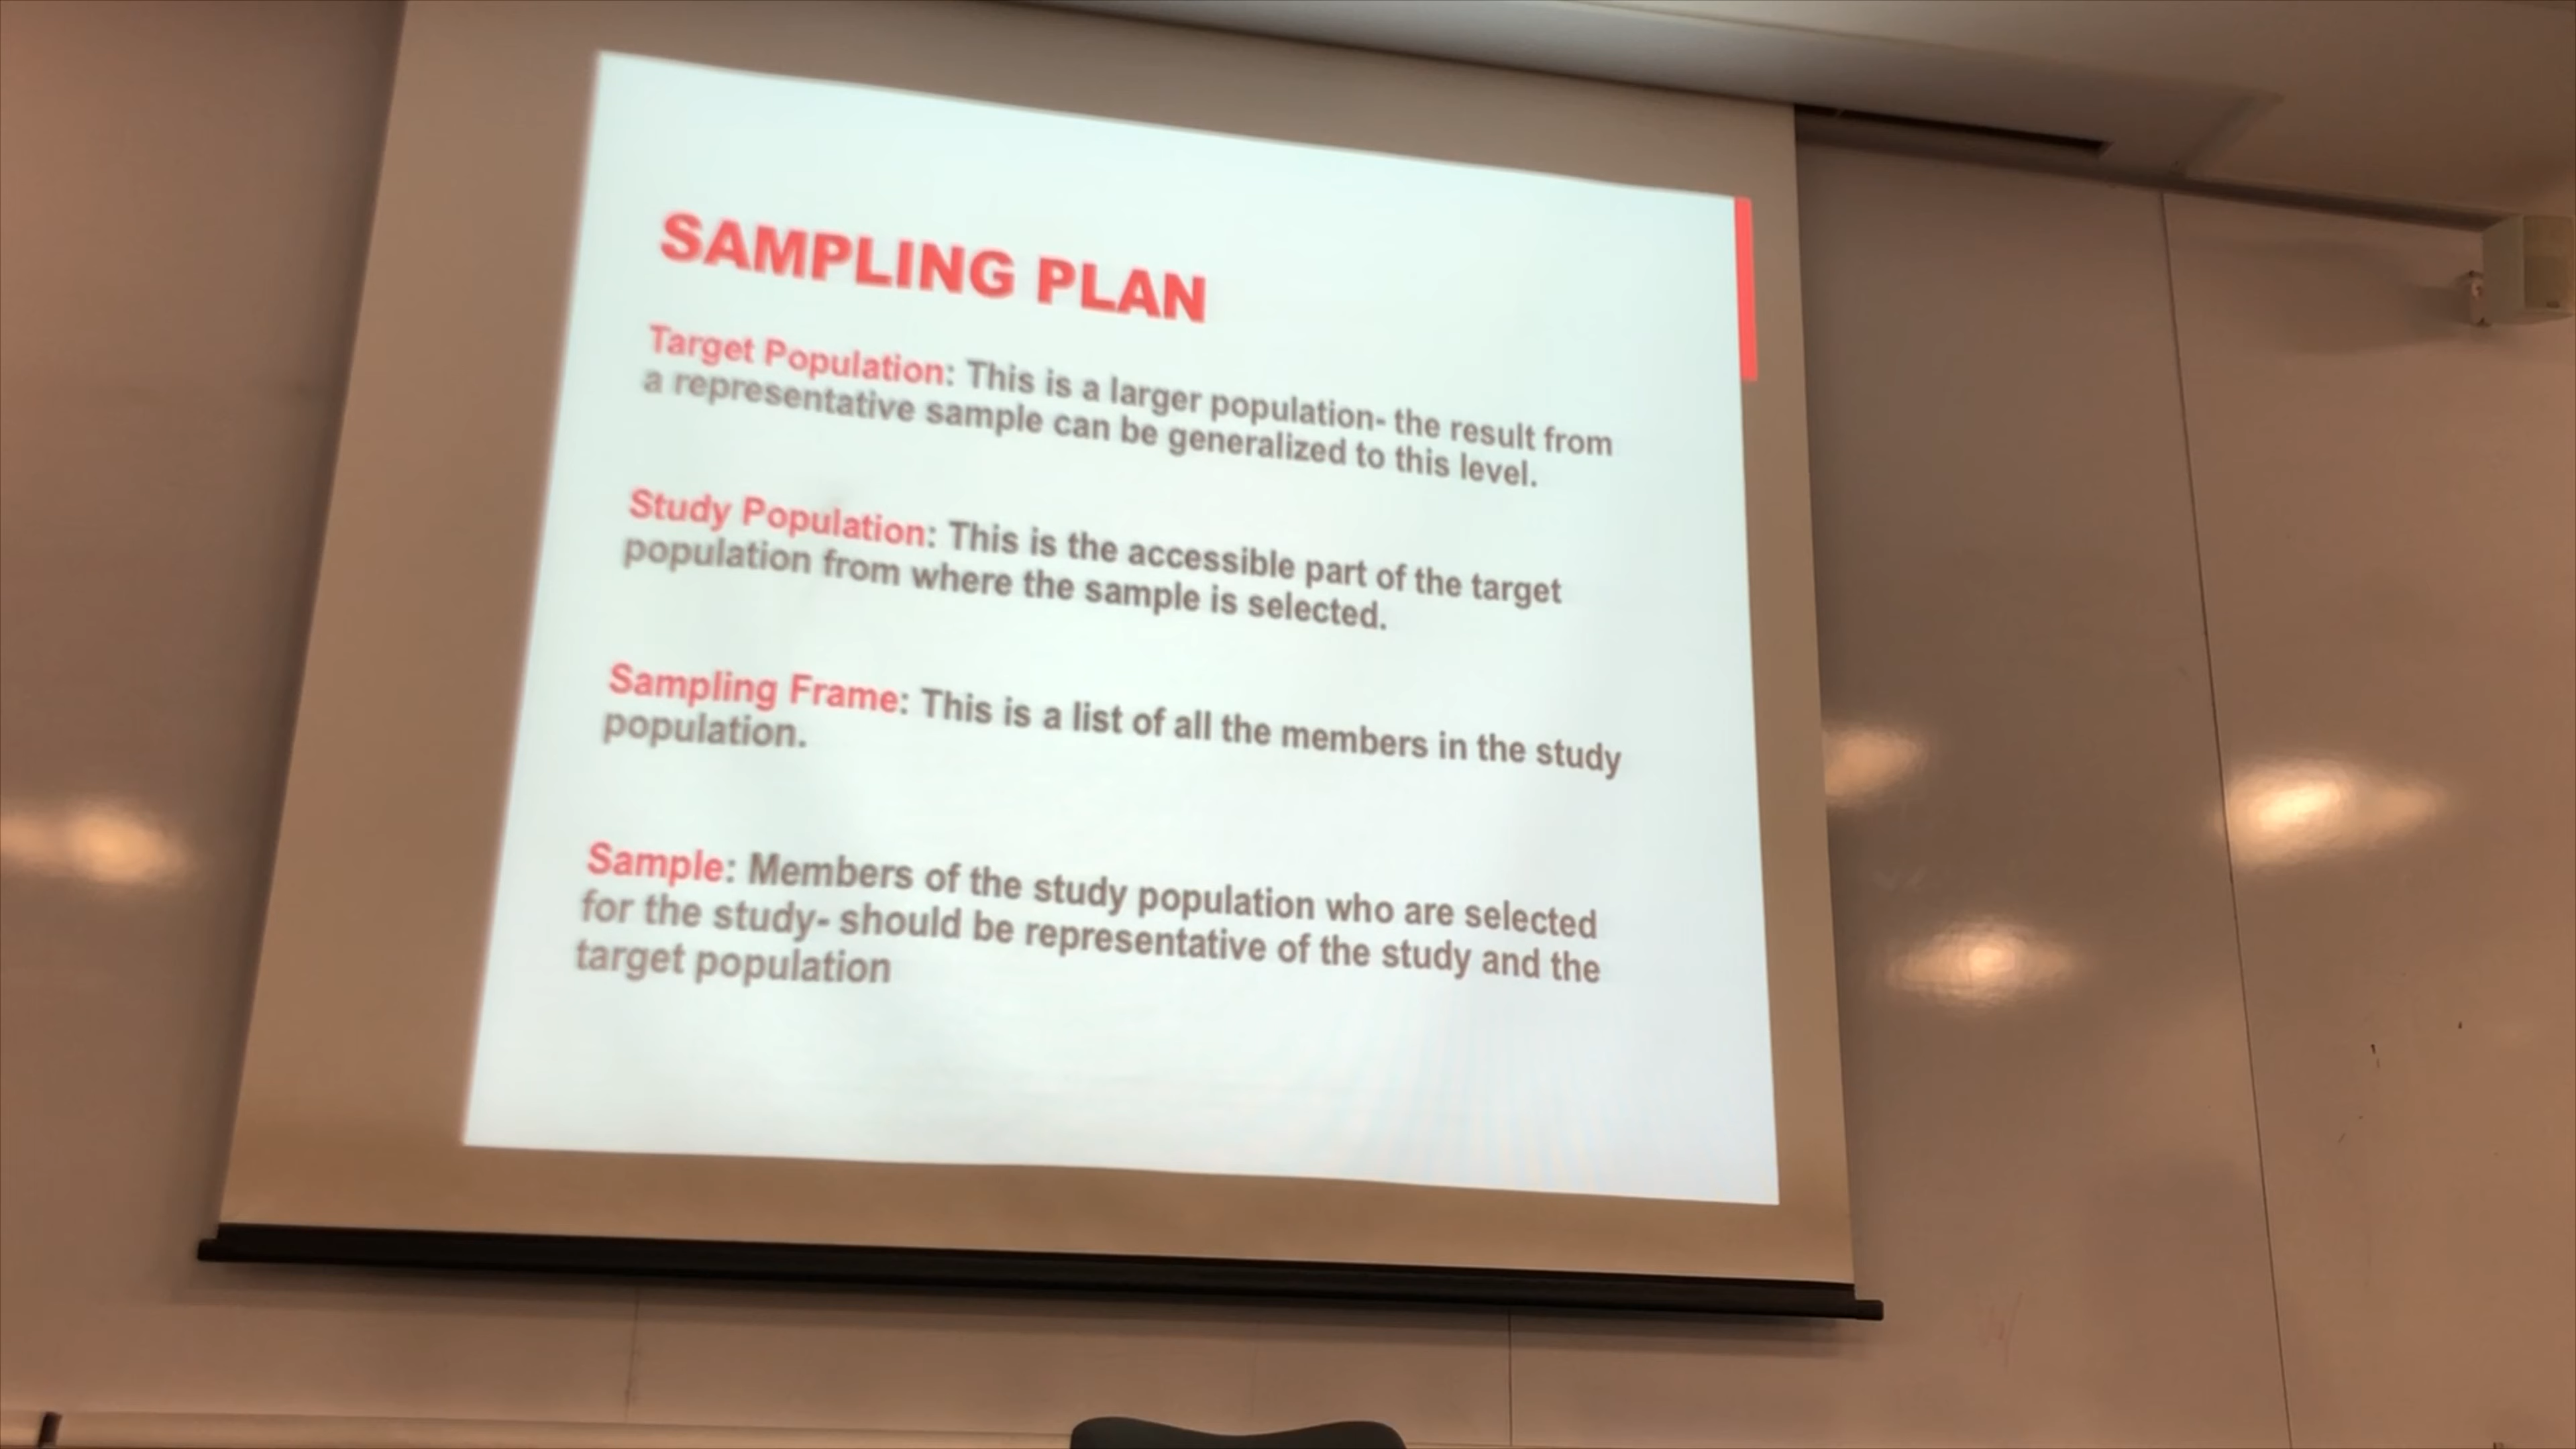 SAMPLING PLAN
Target Population: This is a larger population- the result from
a representative sample can be generalized to this level.
Study Population: This is the accessible part of the target
population from where the sample is selected.
Sampling Frame: This is a list of all the members in the study
population.
Sample: Members of the study population who are selected
for the study- should be representative of the study and the
target population